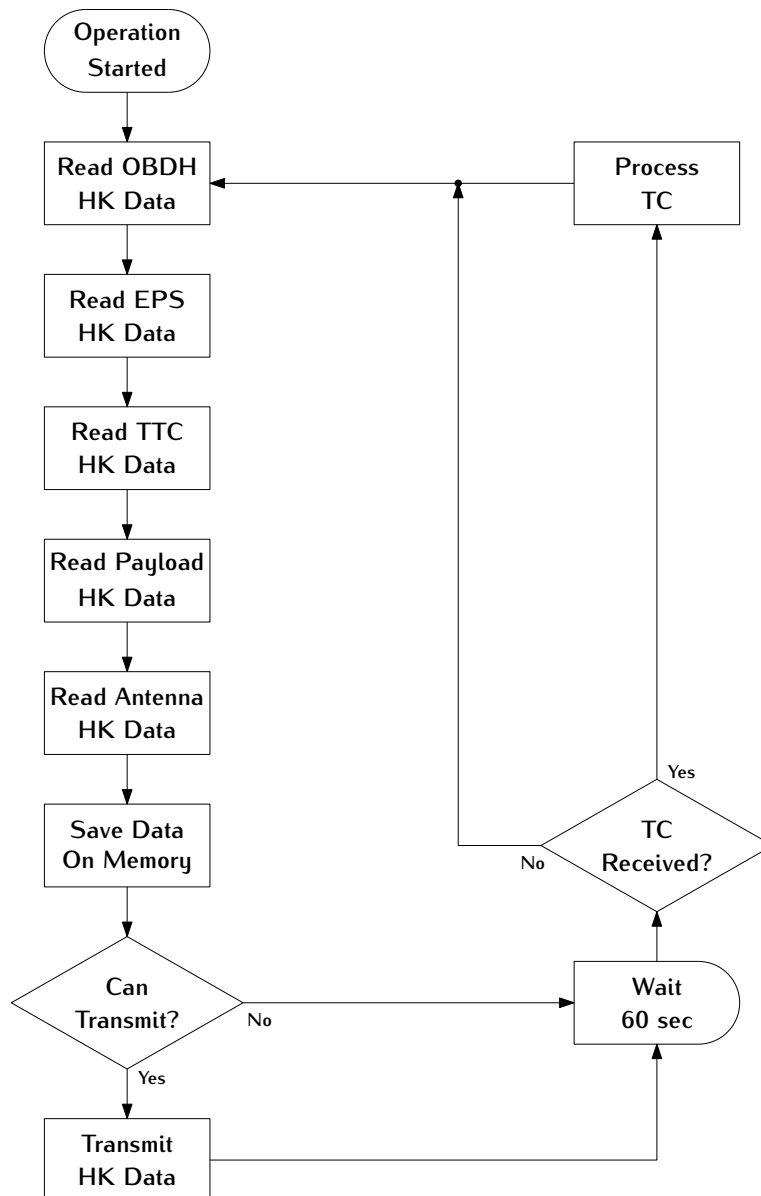 Operation
Started
Read OBDH
HK Data
Process
TC
Read EPS
HK Data
Read TTC
HK Data
Read Payload
HK Data
Read Antenna
HK Data
Yes
Save Data
On Memory
TC
Received?
No
Can
Transmit?
No
Wait
60 sec
Yes
Transmit
HK Data